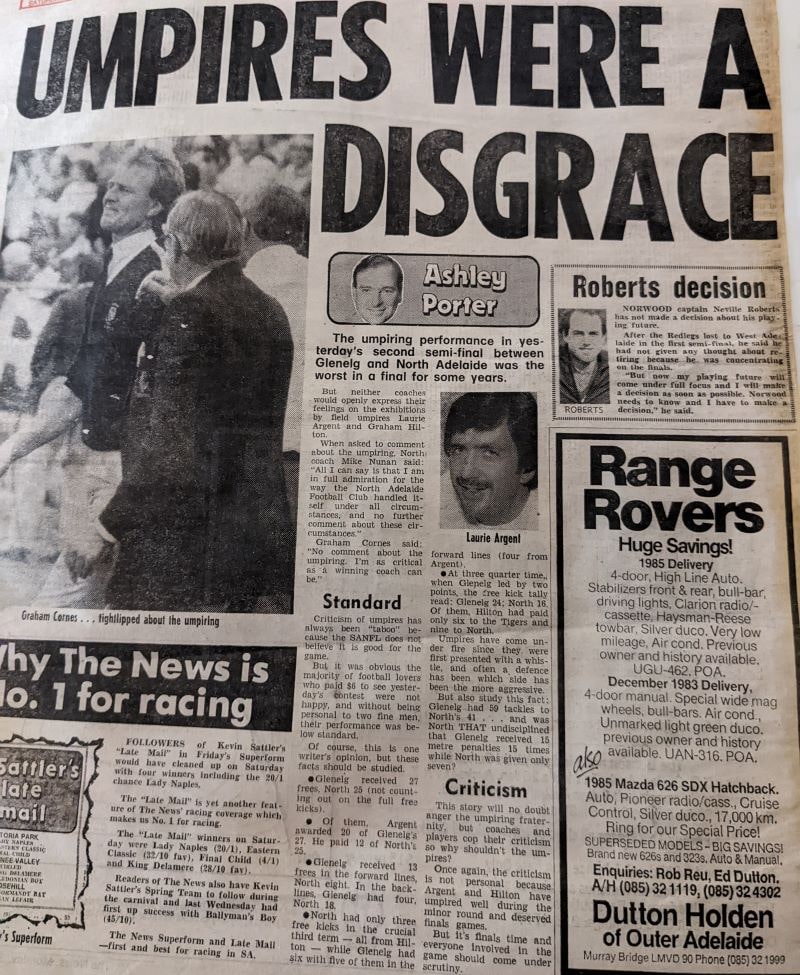 UMPIRES WERE A
DISGRACE
Graham Cornes . . . tightlipped about the umpiring
Ashley
Porter
The umpiring performance in yes-
terday's second semi-final between
Glenelg and North Adelaide was the
worst in a final for some years.
But neither coaches
would openly express their
feelings on the exhibitions
by field umpires Laurie
Argent and Graham Hil-
ton.
When asked to comment
about the umpiring, North
coach Mike Nunan said:
"All I can say is that I am
in full admiration for the
way the North Adelaide
Football Club handled it-
self under all circum-
stances, and no further
comment about these cir-
cumstances."
Graham Cornes said:
"No comment about the
umpiring. I'm as critical
as a winning coach can
be."
Standard
Criticism of umpires has
always been "taboo" be-
cause the SANFL does not
believe it is good for the
game.
But it was obvious the
majority of football lovers
who paid $6 to see yester-
day's contest were not
happy, and without being
personal to two fine men,
their performance was be-
low standard.
Of course, this is one
writer's opinion, but these
facts should be studied.
●Glenelg received 27
frees, North 25 (not count-
ing out on the full free
kicks).
● Of them, Argent
awarded 20 of Glenelg's
27. He paid 12 of North's
25.
●Glenelg received 13
frees in the forward lines,
North eight. In the back-
lines, Glenelg had four,
North 18.
●North had only three
free kicks in the crucial
third term — all from Hil-
ton — while Glenelg had
six with five of them in the
Laurie Argent
forward lines (four from
Argent).
●At three quarter time,
when Glenelg led by two
points, the free kick tally
read: Glenelg 24; North 16.
Of them, Hilton had paid
only six to the Tigers and
nine to North.
Umpires have come un-
der fire since they were
first presented with a whis-
tle, and often a defence
has been which side has
been the more aggressive.
But also study this fact;
Glenelg had 59 tackles to
North's 41 . . . and was
North THAT undisciplined
that Glenelg received 15
metre penalties 15 times
while North was given only
seven?
Criticism
This story will no doubt
anger the umpiring frater-
nity, but coaches and
players cop their criticism
so why shouldn't the um-
pires?
Once again, the criticism
is not personal because
Argent and Hilton have
umpired well during the
minor round and deserved
finals games.
But it's finals time and
everyone involved in the
game should come under
scrutiny.
Roberts decision
NORWOOD captain Neville Roberts
has not made a decision about his play-
ing future.
After the Redlegs lost to West Ade-
laide in the first semi-final, he said he
had not given any thought about re-
tiring because he was concentrating
on the finals.
"But now my playing future will
come under full focus and I will make
a decision as soon as possible. Norwood
needs to know and I have to make a
decision," he said.
ROBERTS
Range
Rovers
Huge Savings!
1985 Delivery
4-door, High Line Auto.
Stabilizers front & rear, bull-bar,
driving lights, Clarion radio/-
cassette, Haysman-Reese
towbar, Silver duco. Very low
mileage, Air cond. Previous
owner and history available.
UGU-462. POA.
December 1983 Delivery,
4-door manual. Special wide mag
wheels, bull-bars. Air cond.,
Unmarked light green duco.
previous owner and history
available. UAN-316. POA.
also
1985 Mazda 626 SDX Hatchback.
Auto, Pioneer radio/cass., Cruise
Control, Silver duco., 17,000 km.
Ring for our Special Price!
SUPERSEDED MODELS - BIG SAVINGS!
Brand new 626s and 323s. Auto & Manual.
Enquiries: Rob Reu, Ed Dutton.
A/H (085) 32 1119, (085) 32 4302
Dutton Holden
of Outer Adelaide
Murray Bridge LMVD 90 Phone (085) 32 1999
hy The News is
o. 1 for racing
Sattler's
late
mail
TORIA PARK
EE VALLEY
's Superform
FOLLOWERS of Kevin Sattler's
"Late Mail" in Friday's Superform
would have cleaned up on Saturday
with four winners including the 20/1
chance Lady Naples.
The "Late Mail" is yet another feat-
ure of The News' racing coverage which
makes us No. 1 for racing.
The "Late Mail" winners on Satur-
day were Lady Naples (20/1), Eastern
Classic (32/10 fav), Final Child (4/1)
and King Delamere (28/10 fav).
Readers of The News also have Kevin
Sattler's Spring Team to follow during
the carnival and last Wednesday had
first up success with Ballyman's Boy
(45/10).
The News Superform and Late Mail
—first and best for racing in SA.